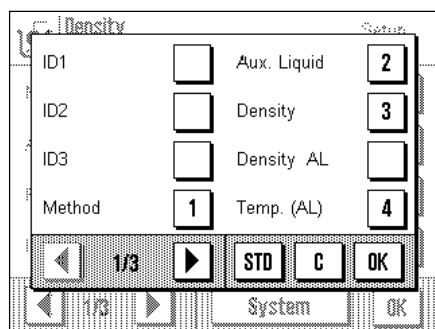 Density Setup
ID1 Aux. Liquid 2
ID2 Density 3
ID3 Density AL
Method 1 Temp. (AL) 4
1/3 STD C OK
1/3 System OK